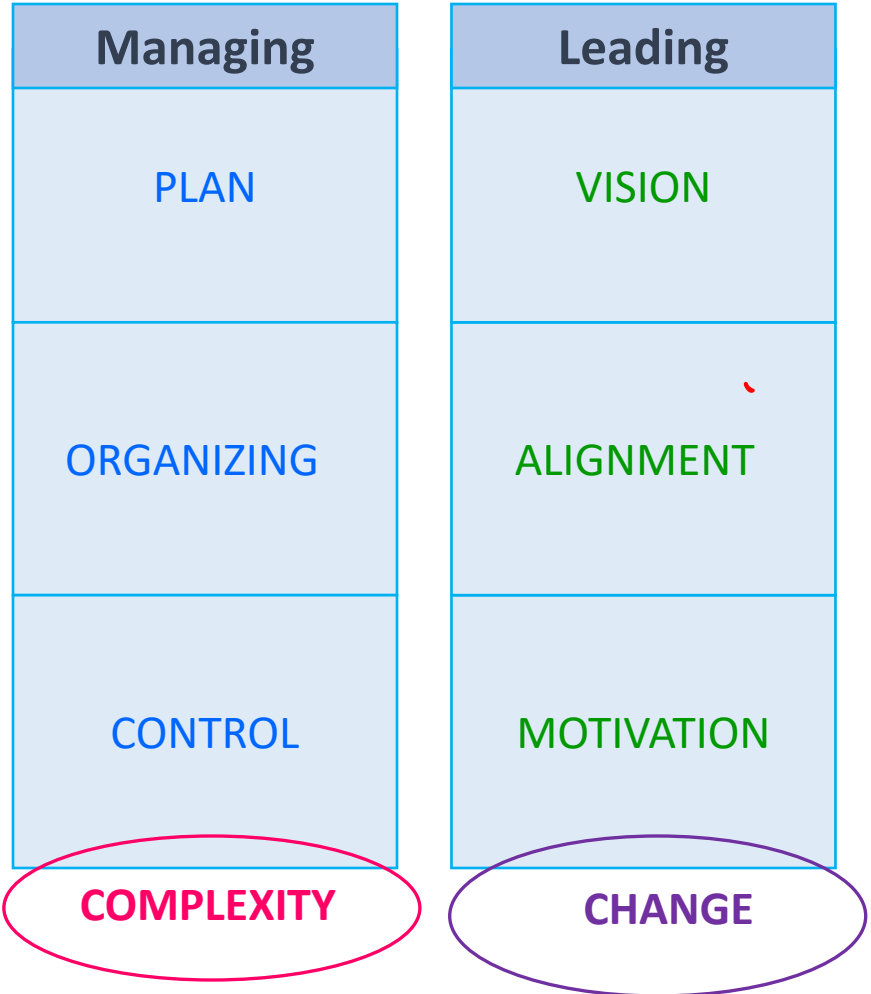 Managing
PLAN
ORGANIZING
CONTROL
COMPLEXITY
Leading
VISION
ALIGNMENT
MOTIVATION
CHANGE